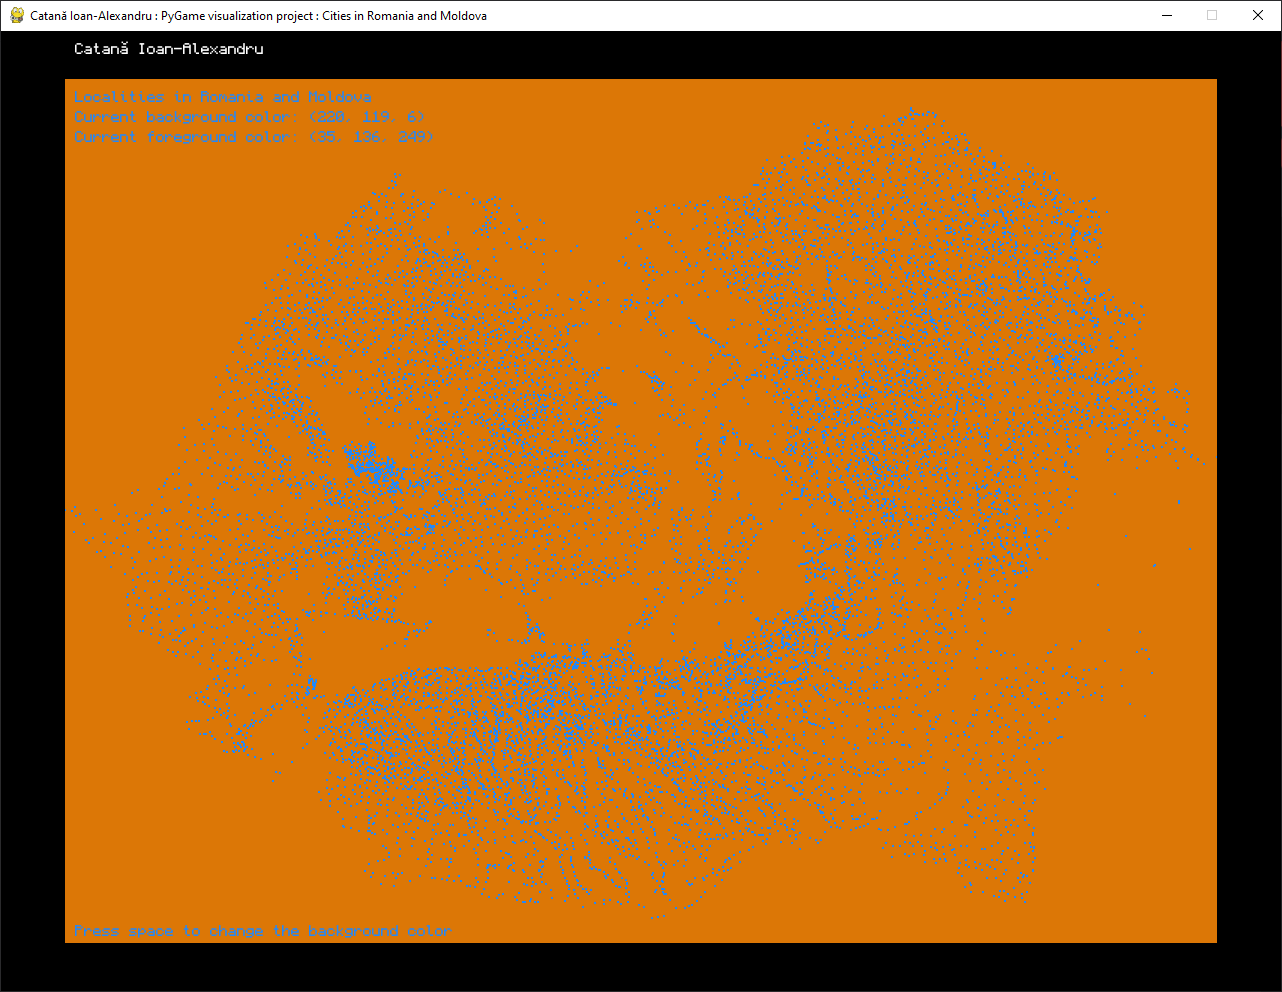 Catană Ioan-Alexandru : PyGame visualization project : Cities in Romania and Moldova
Catană Ioan-Alexandru
Localities in Romania and Moldova
Current background color: (220, 119, 6)
Current foreground color: (35, 136, 249)
Press space to change the background color